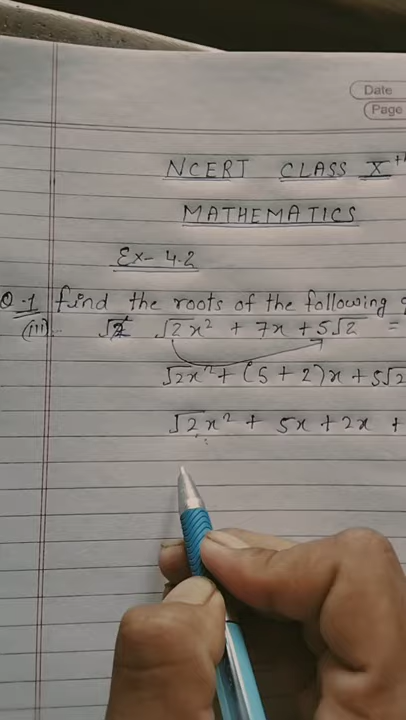 Date
Page
NCERT CLASS X th
MATHEMATICS
Ex- 4.2
Q.1 find the roots of the following
(iii) √2x² + 7x + 5√2 =
√2x² + (5 + 2)x + 5√2
√2x² + 5x + 2x +